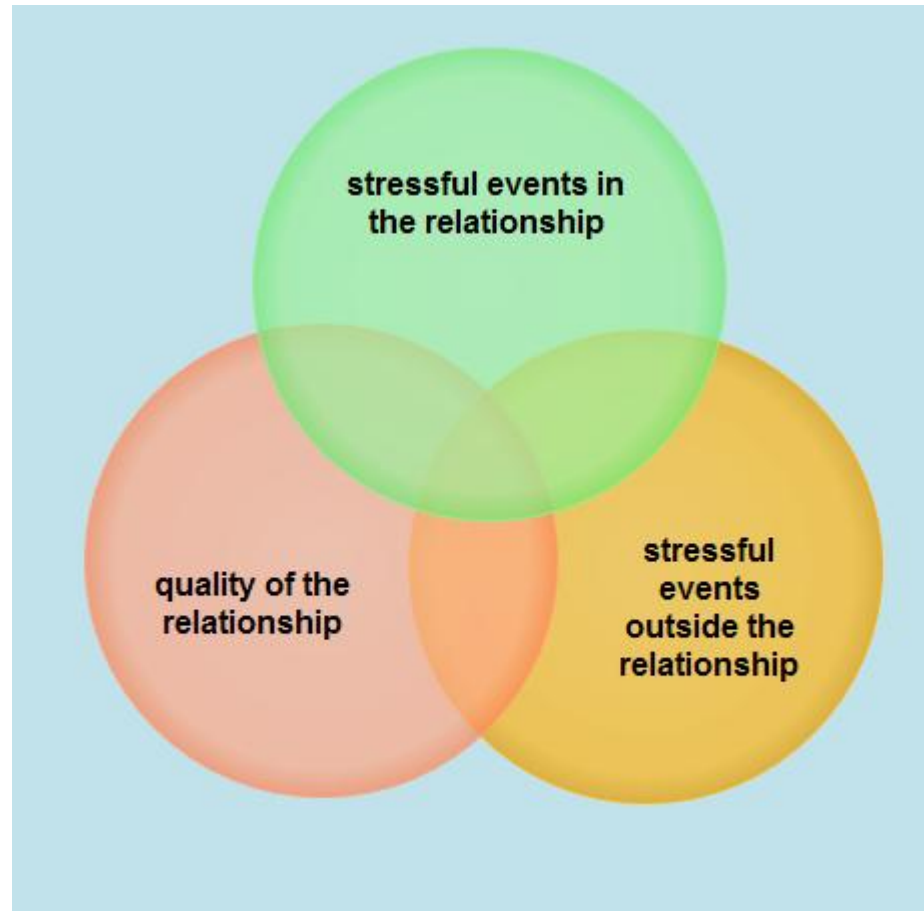 stressful events in
the relationship
quality of the
relationship
stressful
events
outside the
relationship